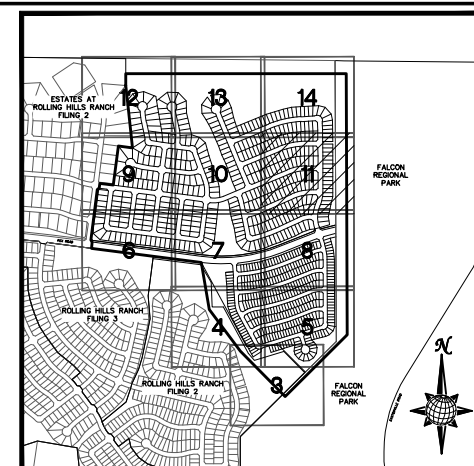 ESTATES AT
ROLLING HILLS RANCH
FILING 2
12
13
14
FALCON
REGIONAL
PARK
9
10
11
6
7
8
ROLLING HILLS RANCH
FILING 3
4
5
ROLLING HILLS RANCH
FILING 2
3
FALCON
REGIONAL
PARK
N